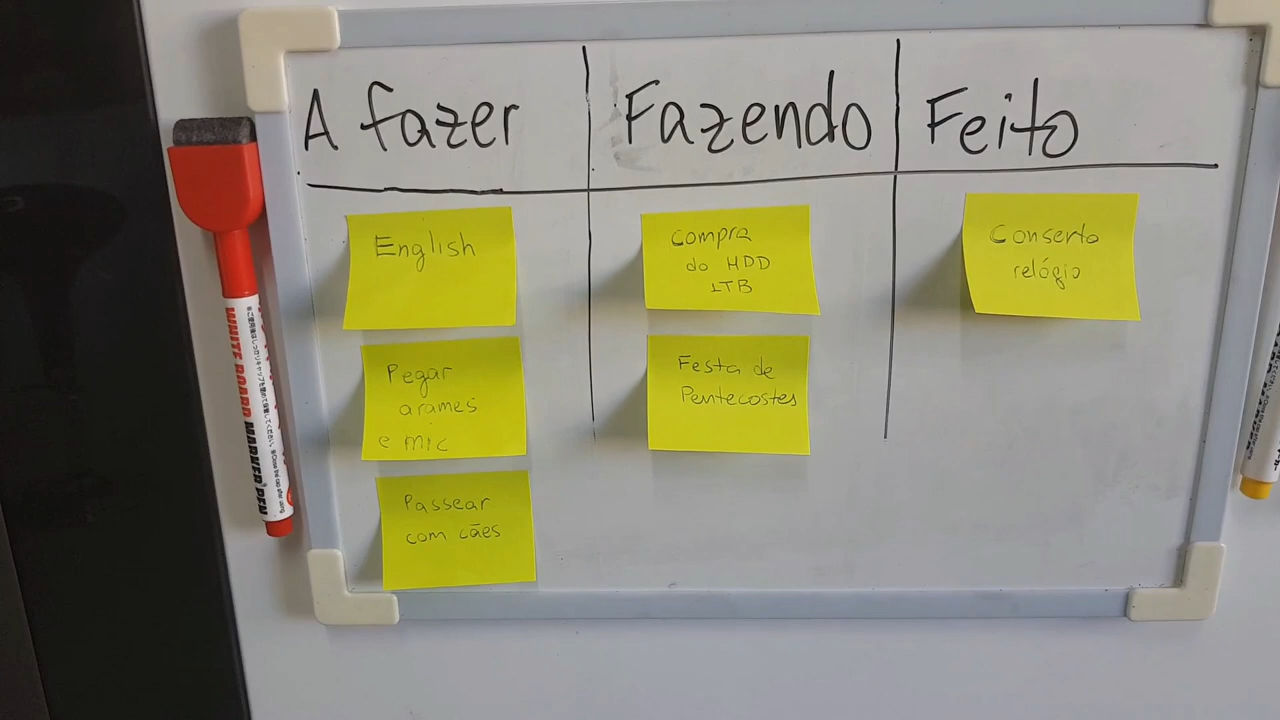 A fazer
Fazendo
Feito
English
Pegar
arames
e mic
Passear
com cães
compra
do HDD
1TB
Festa de
Pentecostes
Conserto
relógio
WHITE BOARD MARKER PEN